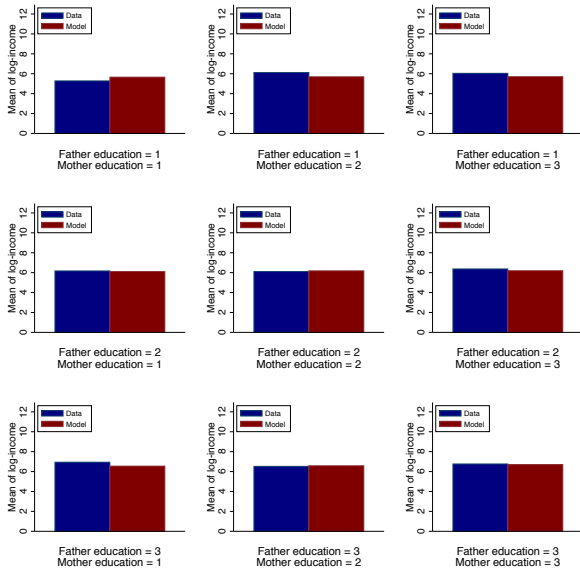 Mean of log-income
0 2 4 6 8 10 12
Data
Model
Father education = 1
Mother education = 1
Mean of log-income
0 2 4 6 8 10 12
Data
Model
Father education = 1
Mother education = 2
Mean of log-income
0 2 4 6 8 10 12
Data
Model
Father education = 1
Mother education = 3
Mean of log-income
0 2 4 6 8 10 12
Data
Model
Father education = 2
Mother education = 1
Mean of log-income
0 2 4 6 8 10 12
Data
Model
Father education = 2
Mother education = 2
Mean of log-income
0 2 4 6 8 10 12
Data
Model
Father education = 2
Mother education = 3
Mean of log-income
0 2 4 6 8 10 12
Data
Model
Father education = 3
Mother education = 1
Mean of log-income
0 2 4 6 8 10 12
Data
Model
Father education = 3
Mother education = 2
Mean of log-income
0 2 4 6 8 10 12
Data
Model
Father education = 3
Mother education = 3